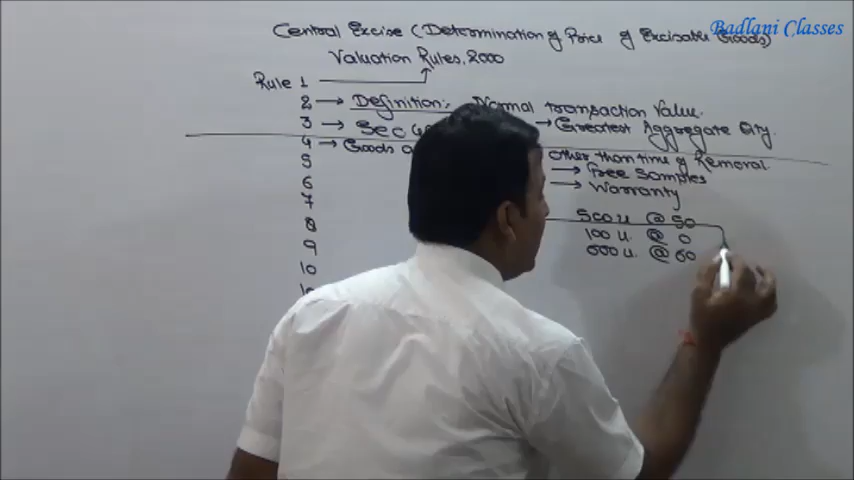 Badlani Classes
Central Excise (Determination of Price of Excisable Goods)
Valuation Rules, 2000
Rule 1
2 → Definition:- Normal transaction Value.
3 → Sec → Greatest Aggregate Qty.
4 → Goods Other than time of Removal.
5 → Free Samples
6 → Warranty
7
8 500 u @ 50
100 u. @ 0
9 600 u. @ 60
10